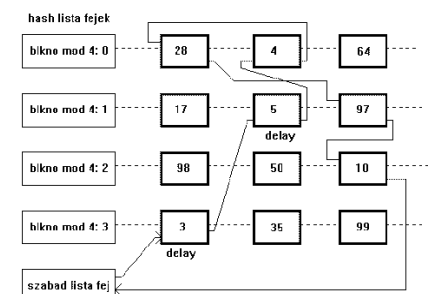 hash lista fejek
blkno mod 4: 0 28 4 64
blkno mod 4: 1 17 5 97
delay
blkno mod 4: 2 98 50 10
blkno mod 4: 3 3 35 99
delay
szabad lista fej